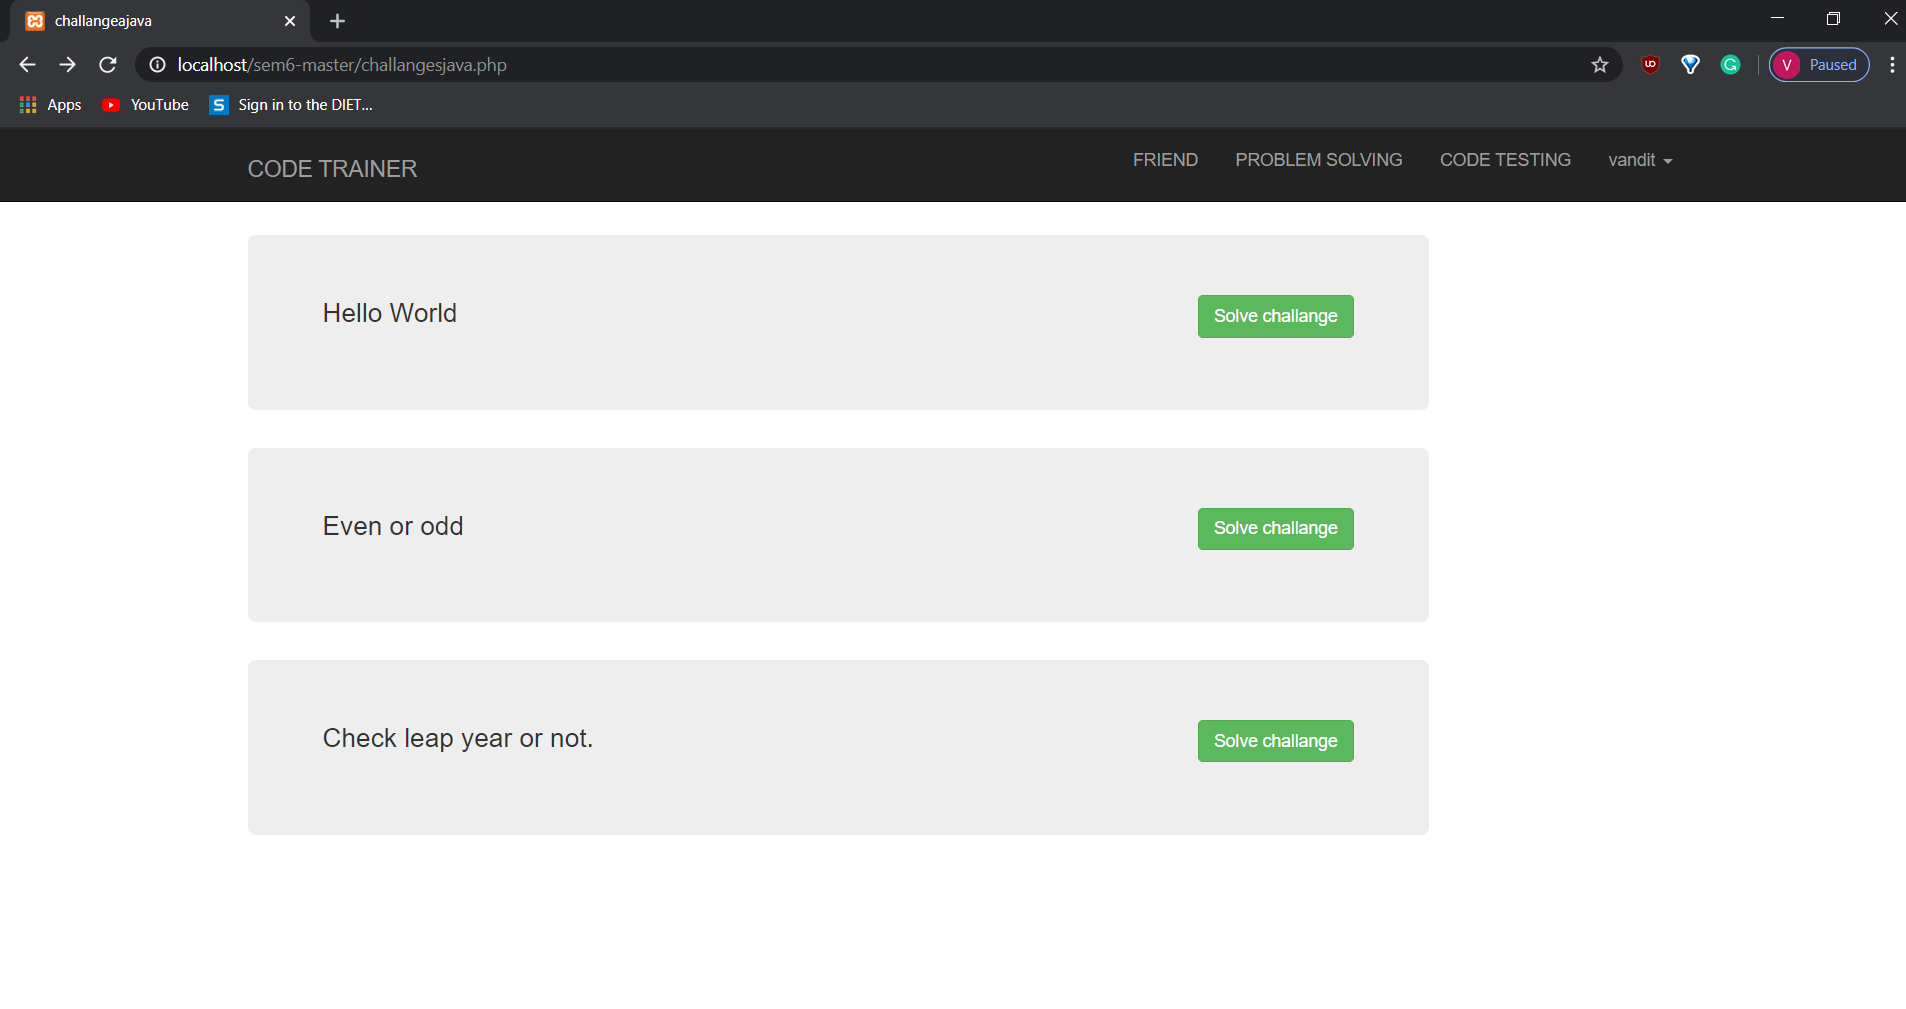 challangeajava
localhost/sem6-master/challangesjava.php
V Paused
Apps YouTube S Sign in to the DIET...
CODE TRAINER FRIEND PROBLEM SOLVING CODE TESTING vandit
Hello World Solve challange
Even or odd Solve challange
Check leap year or not. Solve challange